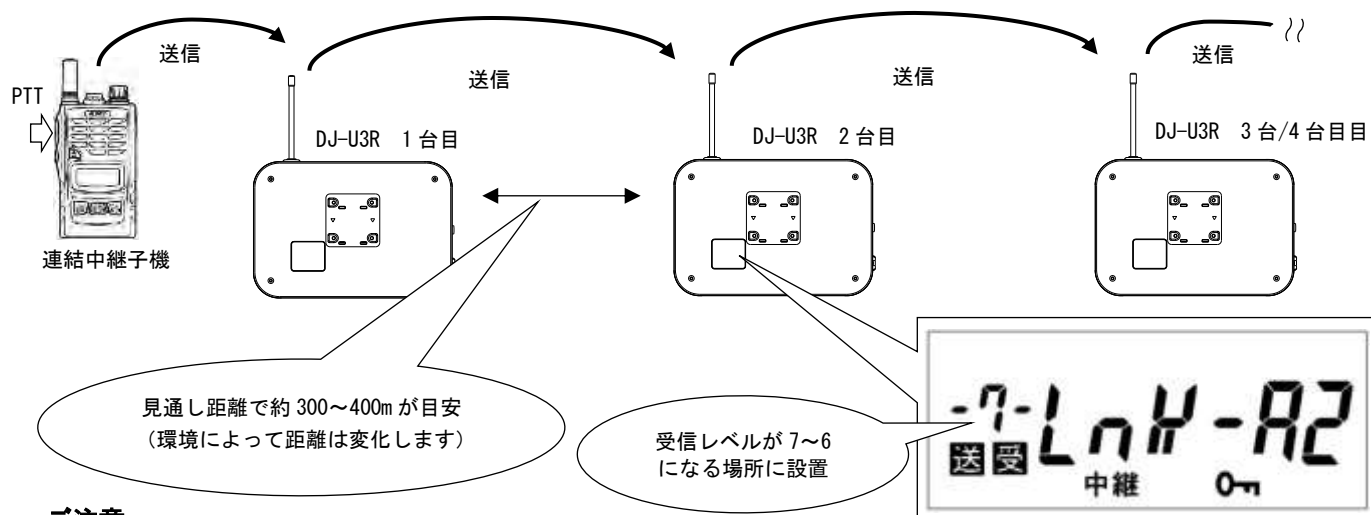 送信
送信
送信
送信
PTT
DJ-U3R 1台目
DJ-U3R 2台目
DJ-U3R 3台/4台目目
連結中継子機
見通し距離で約300～400mが目安
（環境によって距離は変化します）
受信レベルが7～6
になる場所に設置
-7-LnK-A2
送 受
中継
ご注意